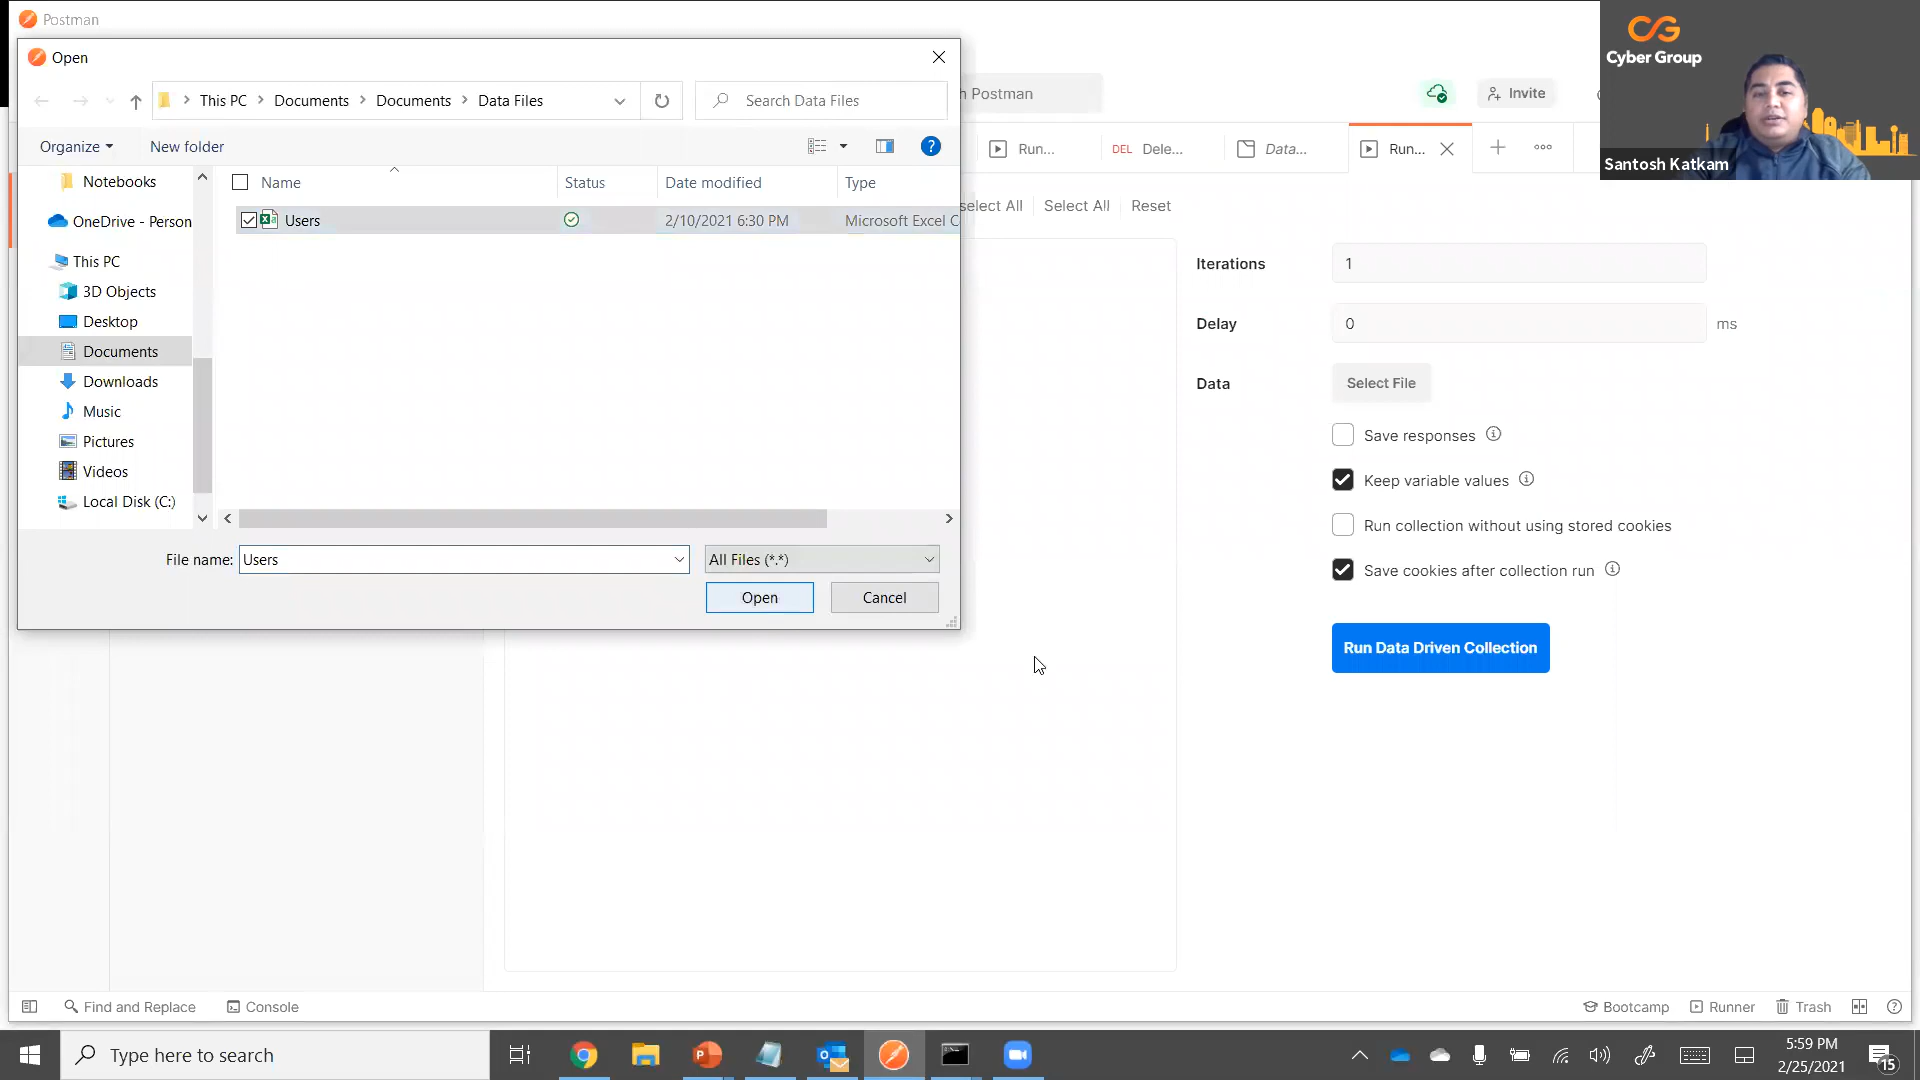 Postman
Open
This PC > Documents > Documents > Data Files
Search Data Files
Organize
New folder
Notebooks
OneDrive - Person
This PC
3D Objects
Desktop
Documents
Downloads
Music
Pictures
Videos
Local Disk (C:)
Name
Status
Date modified
Type
Users
2/10/2021 6:30 PM
Microsoft Excel C
File name:
Users
All Files (*.*)
Open
Cancel
h Postman
Invite
Run...
DEL Dele...
Data...
Run...
select All
Select All
Reset
Iterations
1
Delay
0
ms
Data
Select File
Save responses
Keep variable values
Run collection without using stored cookies
Save cookies after collection run
Run Data Driven Collection
CG
Cyber Group
Santosh Katkam
Find and Replace
Console
Bootcamp
Runner
Trash
Type here to search
5:59 PM
2/25/2021
15